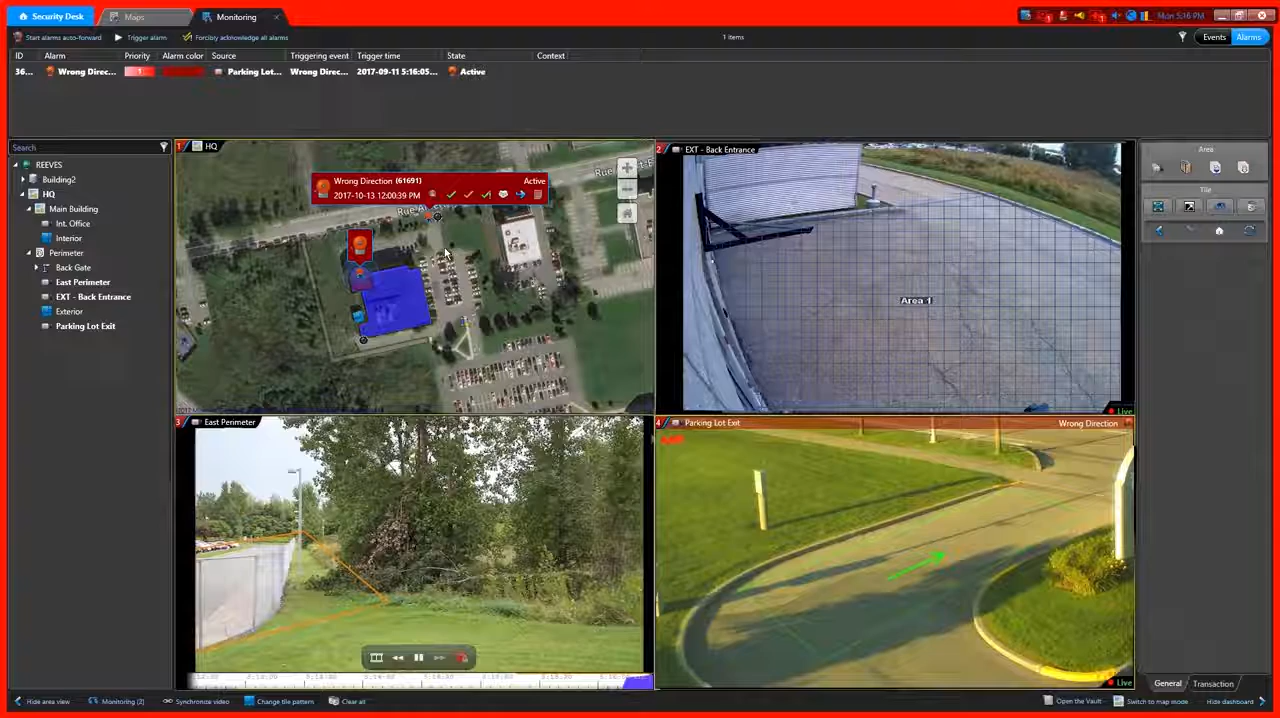 Security Desk
Maps
Monitoring
Mon 5:16 PM
Start alarms auto-forward
Trigger alarm
Forcibly acknowledge all alarms
1 items
Events
Alarms
ID
Alarm
Priority
Alarm color
Source
Triggering event
Trigger time
State
Context
36...
Wrong Direc...
1
Parking Lot...
Wrong Direc...
2017-09-11 5:16:05...
Active
Search
REEVES
Building2
HQ
Main Building
Int. Office
Interior
Perimeter
Back Gate
East Perimeter
EXT - Back Entrance
Exterior
Parking Lot Exit
1
HQ
Wrong Direction (61691)
Active
2017-10-13 12:00:39 PM
2
EXT - Back Entrance
Area 1
Live
3
East Perimeter
4
Parking Lot Exit
Wrong Direction
Live
Area
Tile
General
Transaction
Hide area view
Monitoring (2)
Synchronize video
Change tile pattern
Clear all
Open the Vault
Switch to map mode
Hide dashboard